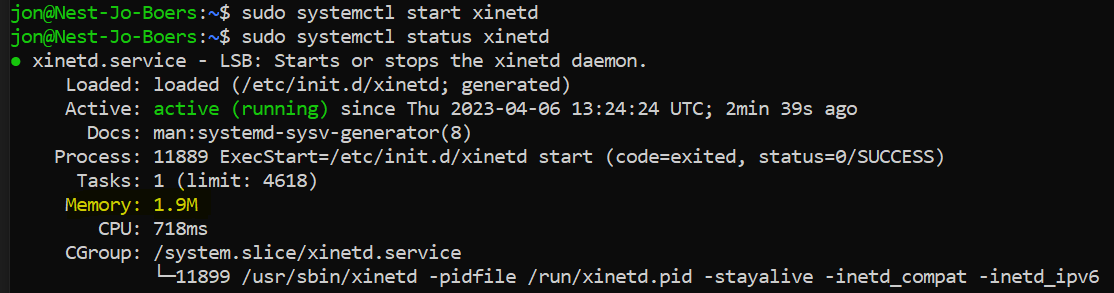 jon@Nest-Jo-Boers:~$ sudo systemctl start xinetd
jon@Nest-Jo-Boers:~$ sudo systemctl status xinetd
● xinetd.service - LSB: Starts or stops the xinetd daemon.
Loaded: loaded (/etc/init.d/xinetd; generated)
Active: active (running) since Thu 2023-04-06 13:24:24 UTC; 2min 39s ago
Docs: man:systemd-sysv-generator(8)
Process: 11889 ExecStart=/etc/init.d/xinetd start (code=exited, status=0/SUCCESS)
Tasks: 1 (limit: 4618)
Memory: 1.9M
CPU: 718ms
CGroup: /system.slice/xinetd.service
└─11899 /usr/sbin/xinetd -pidfile /run/xinetd.pid -stayalive -inetd_compat -inetd_ipv6